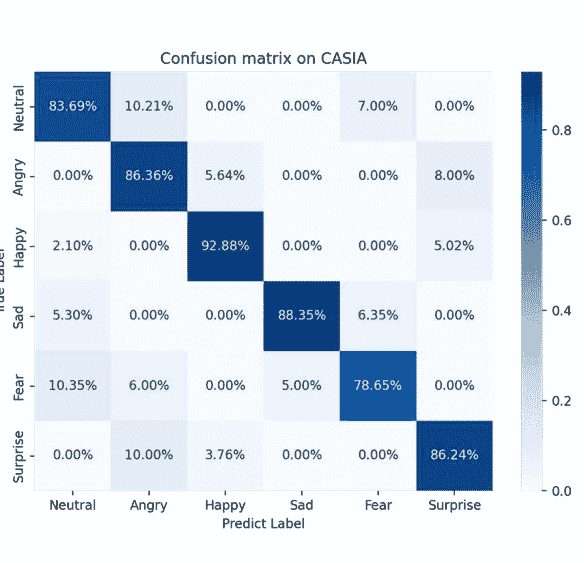 Confusion matrix on CASIA
Neutral 83.69% 10.21% 0.00% 0.00% 7.00% 0.00%
Angry 0.00% 86.36% 5.64% 0.00% 0.00% 8.00%
Happy 2.10% 0.00% 92.88% 0.00% 0.00% 5.02%
Sad 5.30% 0.00% 0.00% 88.35% 6.35% 0.00%
Fear 10.35% 6.00% 0.00% 5.00% 78.65% 0.00%
Surprise 0.00% 10.00% 3.76% 0.00% 0.00% 86.24%
Neutral Angry Happy Sad Fear Surprise
Predict Label
0.8
0.6
0.4
0.2
0.0